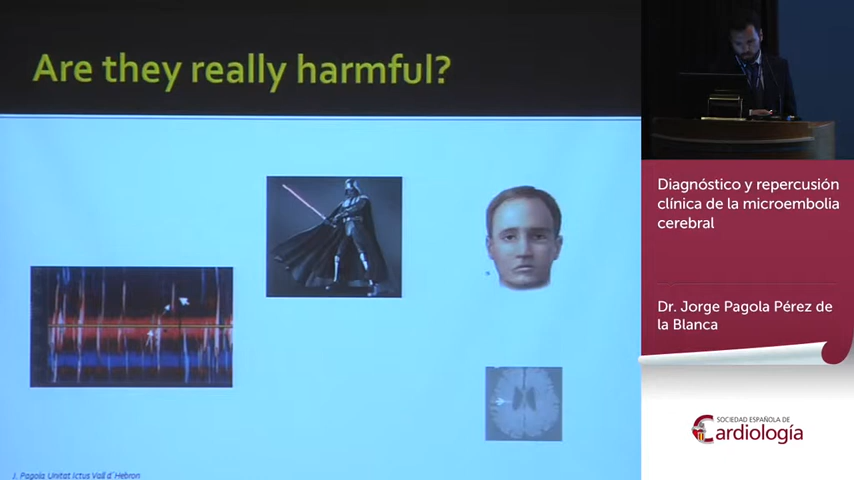 Are they really harmful?
J. Pagola Unitat Ictus Vall d´Hebron
Diagnóstico y repercusión
clínica de la microembolia
cerebral
Dr. Jorge Pagola Pérez de
la Blanca
SOCIEDAD ESPAÑOLA DE
Cardiología